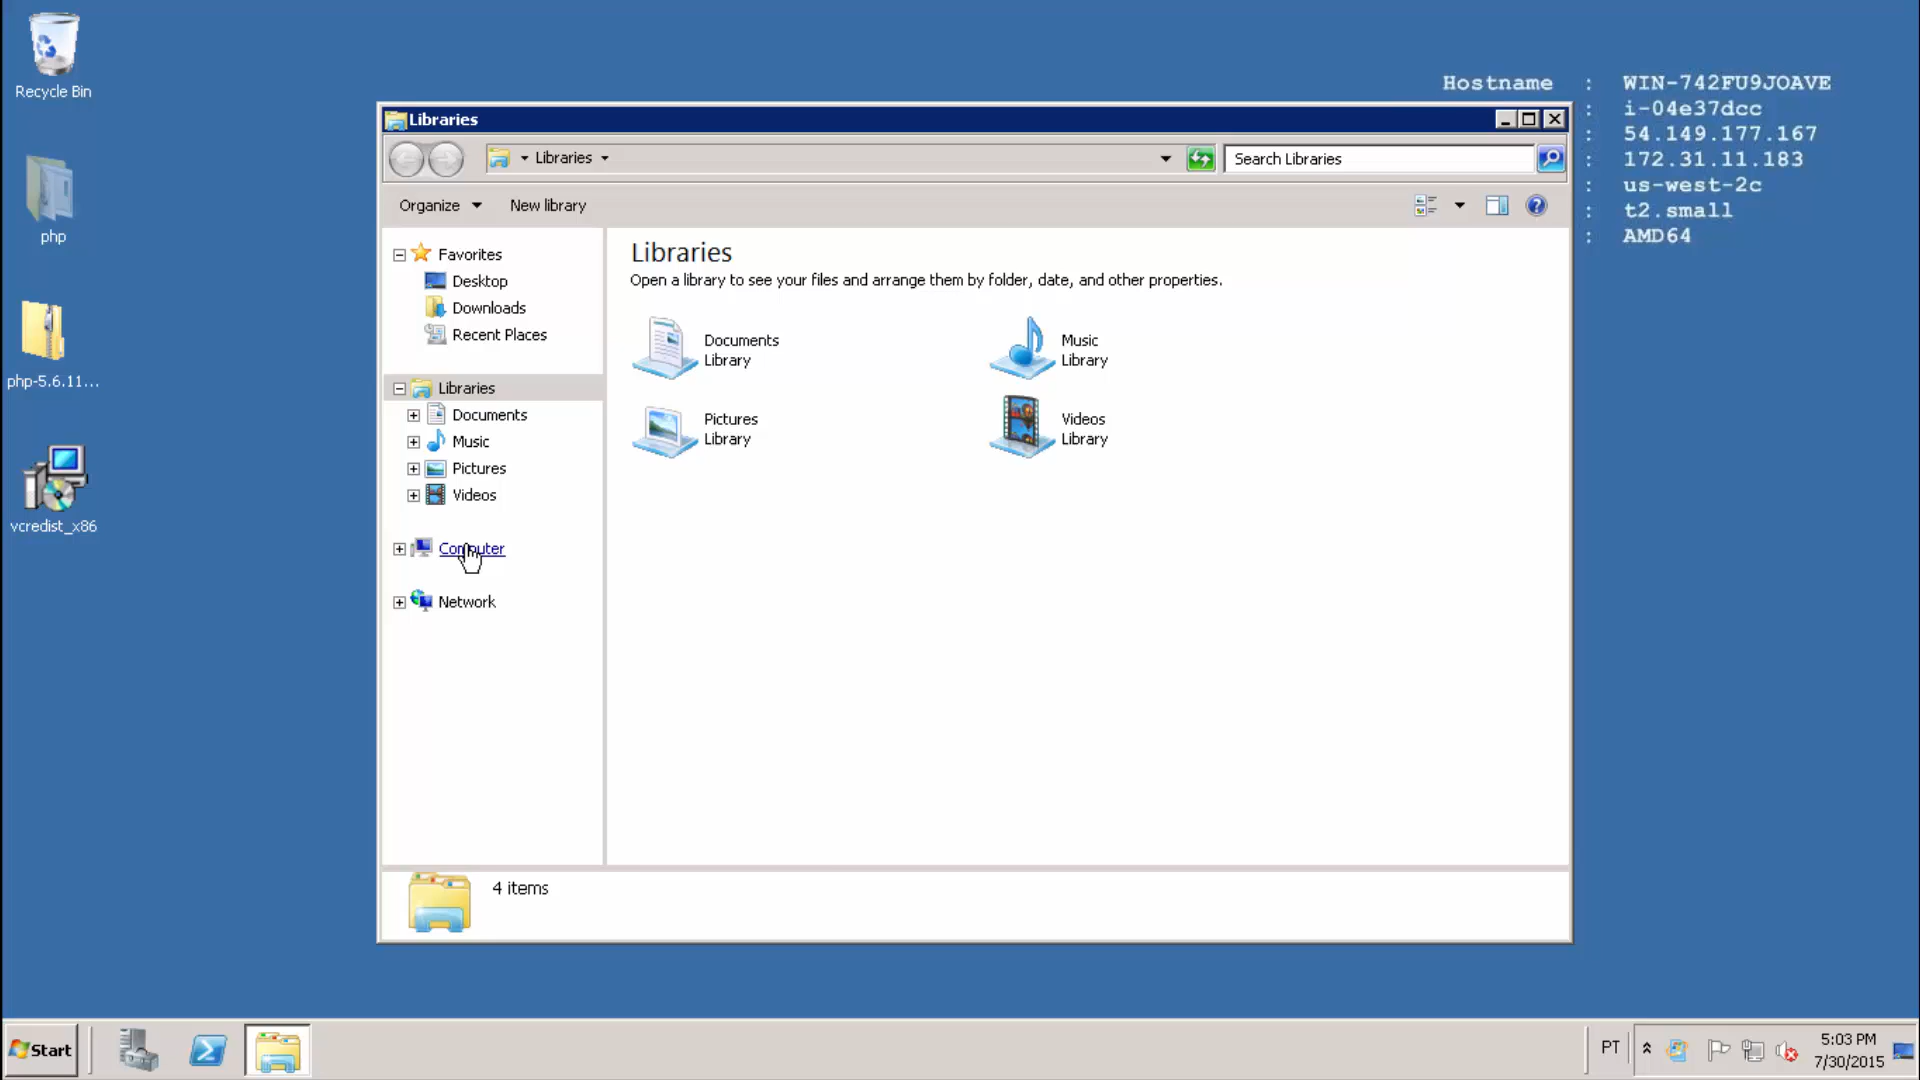 Recycle Bin
php
php-5.6.11...
vcredist_x86
Hostname : WIN-742FU9JOAVE
: i-04e37dcc
: 54.149.177.167
: 172.31.11.183
: us-west-2c
: t2.small
: AMD64
Libraries
Libraries
Search Libraries
Organize
New library
Favorites
Desktop
Downloads
Recent Places
Libraries
Documents
Music
Pictures
Videos
Computer
Network
Libraries
Open a library to see your files and arrange them by folder, date, and other properties.
Documents
Library
Music
Library
Pictures
Library
Videos
Library
4 items
Start
PT
5:03 PM
7/30/2015